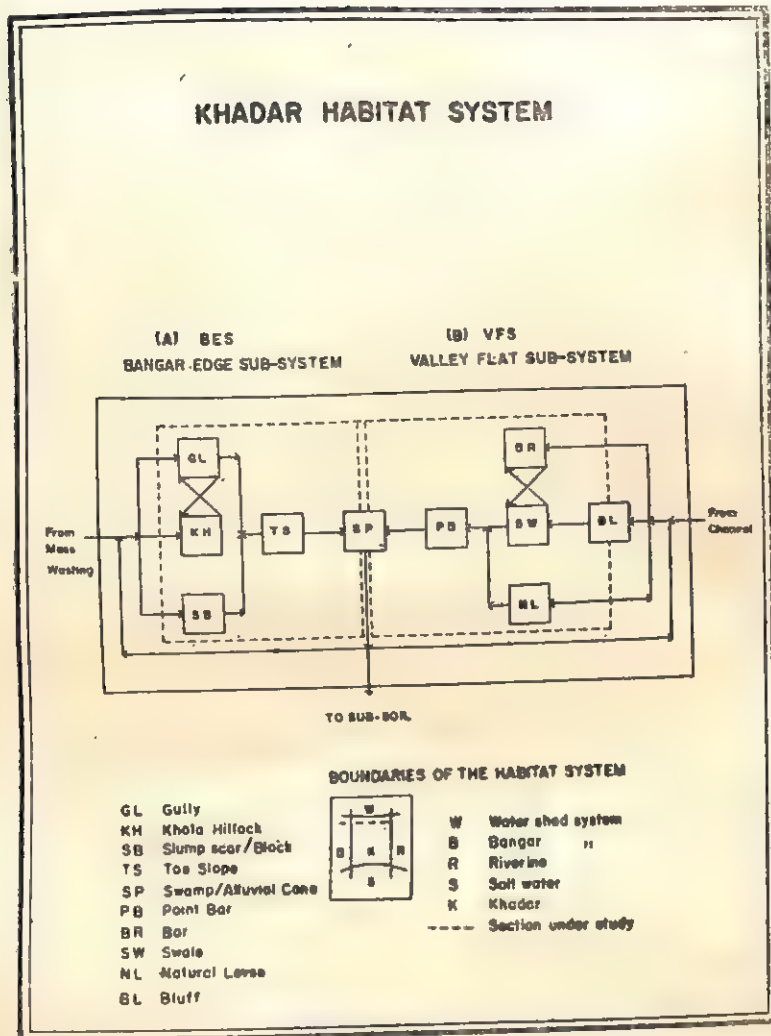 KHADAR HABITAT SYSTEM
(A) BES
BANGAR-EDGE SUB-SYSTEM
(B) VFS
VALLEY FLAT SUB-SYSTEM
GL
BR
From
Mass
Washing
KH
TS
SP
PB
SW
BL
From
Channel
SB
NL
TO SUB-SOIL
BOUNDARIES OF THE HABITAT SYSTEM
GL Gully
KH Khola Hillock
SB Slump scar/Block
TS Toe Slope
SP Swamp/Alluvial Cone
PB Point Bar
BR Bar
SW Swale
NL Natural Levee
BL Bluff
W
B K R
S
W Water shed system
B Bangar "
R Riverine
S Salt water
K Khadar
Section under study